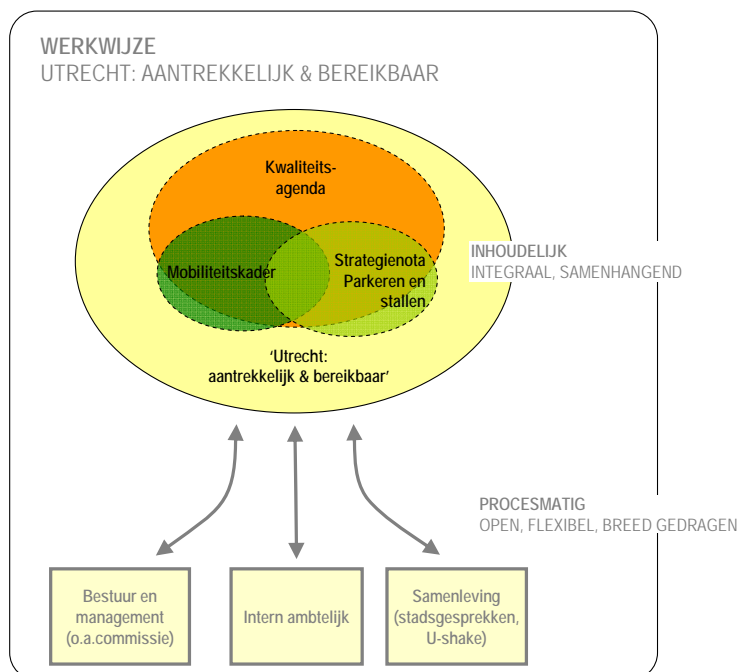 WERKWIJZE
UTRECHT: AANTREKKELIJK & BEREIKBAAR
Kwaliteits-
agenda
Mobiliteitskader
Strategienota
Parkeren en
stallen
INHOUDELIJK
INTEGRAAL, SAMENHANGEND
'Utrecht:
aantrekkelijk & bereikbaar'
PROCESMATIG
OPEN, FLEXIBEL, BREED GEDRAGEN
Bestuur en
management
(o.a.commissie)
Intern ambtelijk
Samenleving
(stadsgesprekken,
U-shake)